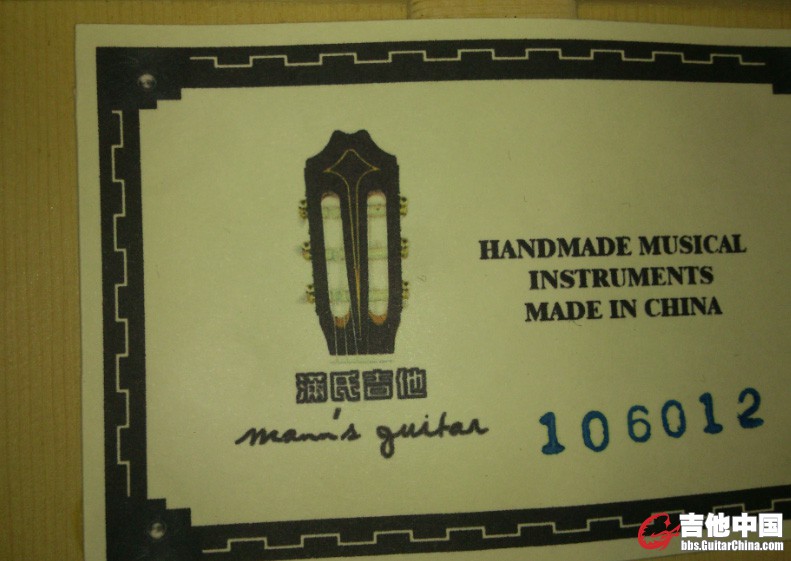 HANDMADE MUSICAL
INSTRUMENTS
MADE IN CHINA
满氏吉他
mann's guitar
106012
吉他中国
bbs.GuitarChina.com